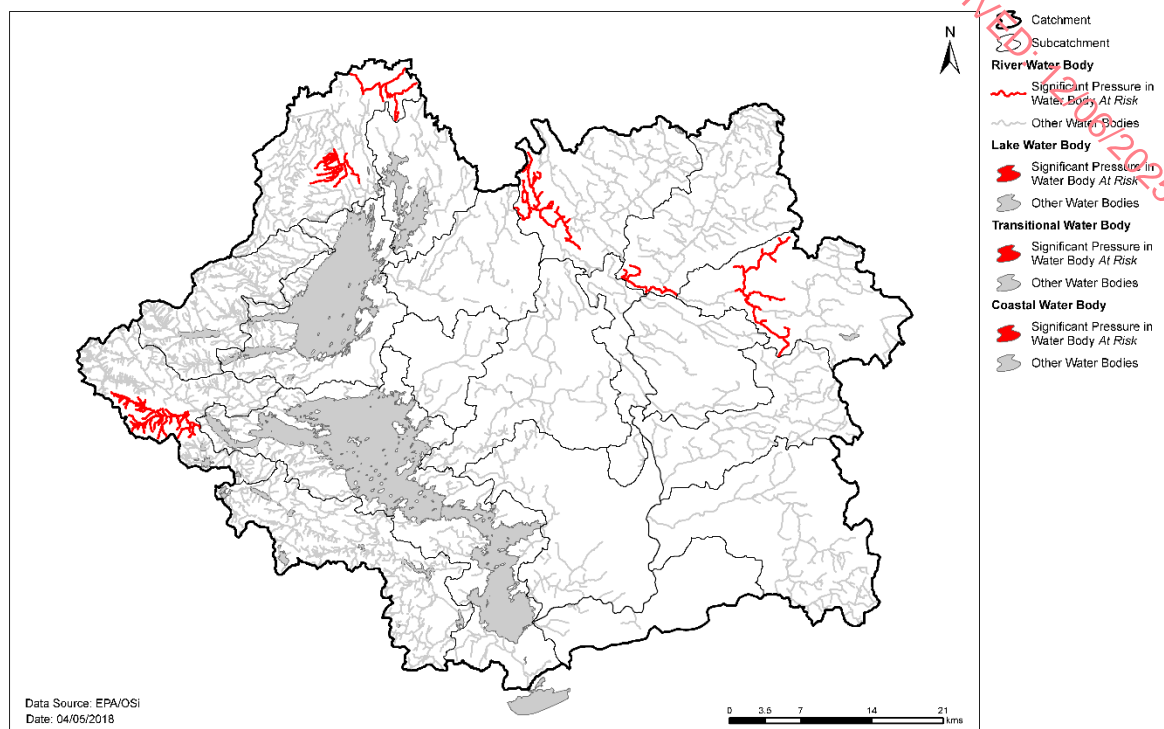 N
Data Source: EPA/OSi
Date: 04/05/2018
0 3.5 7 14 21
kms
Catchment
Subcatchment
River Water Body
Significant Pressure in
Water Body At Risk
Other Water Bodies
Lake Water Body
Significant Pressure in
Water Body At Risk
Other Water Bodies
Transitional Water Body
Significant Pressure in
Water Body At Risk
Other Water Bodies
Coastal Water Body
Significant Pressure in
Water Body At Risk
Other Water Bodies
12/06/2025